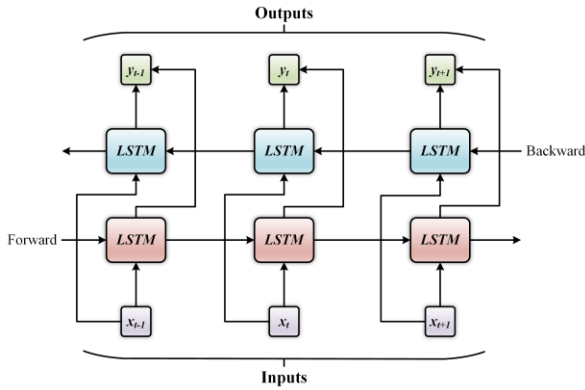 Outputs
y_{t-1} y_t y_{t+1}
LSTM LSTM LSTM Backward
Forward LSTM LSTM LSTM
x_{t-1} x_t x_{t+1}
Inputs